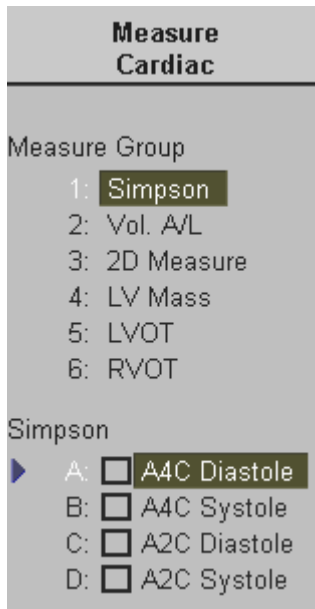 Measure
Cardiac
Measure Group
1: Simpson
2: Vol. A/L
3: 2D Measure
4: LV Mass
5: LVOT
6: RVOT
Simpson
A: A4C Diastole
B: A4C Systole
C: A2C Diastole
D: A2C Systole